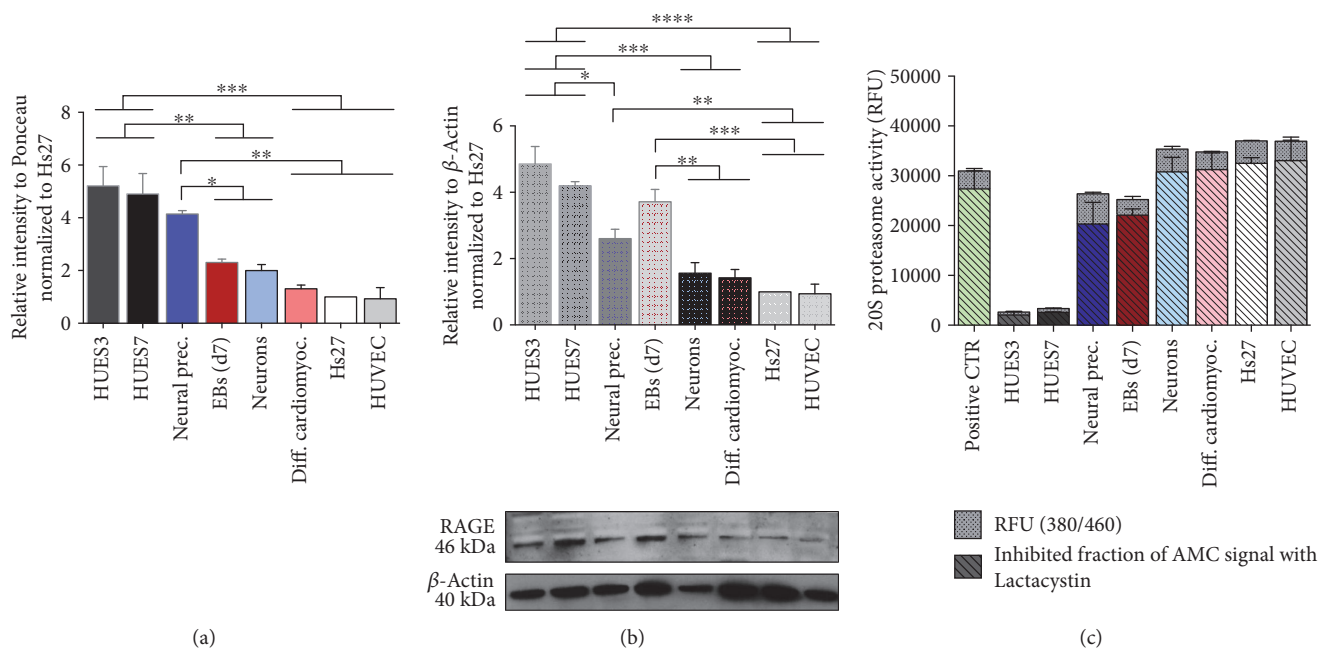 Relative intensity to Ponceau
normalized to Hs27
8
6
4
2
0
***
**
**
*
HUES3
HUES7
Neural prec.
EBs (d7)
Neurons
Diff. cardiomyoc.
Hs27
HUVEC
(a)
Relative intensity to β-Actin
normalized to Hs27
6
4
2
0
****
***
*
**
***
**
HUES3
HUES7
Neural prec.
EBs (d7)
Neurons
Diff. cardiomyoc.
Hs27
HUVEC
RAGE
46 kDa
β-Actin
40 kDa
(b)
20S proteasome activity (RFU)
50000
40000
30000
20000
10000
0
Positive CTR
HUES3
HUES7
Neural prec.
EBs (d7)
Neurons
Diff. cardiomyoc.
Hs27
HUVEC
RFU (380/460)
Inhibited fraction of AMC signal with
Lactacystin
(c)